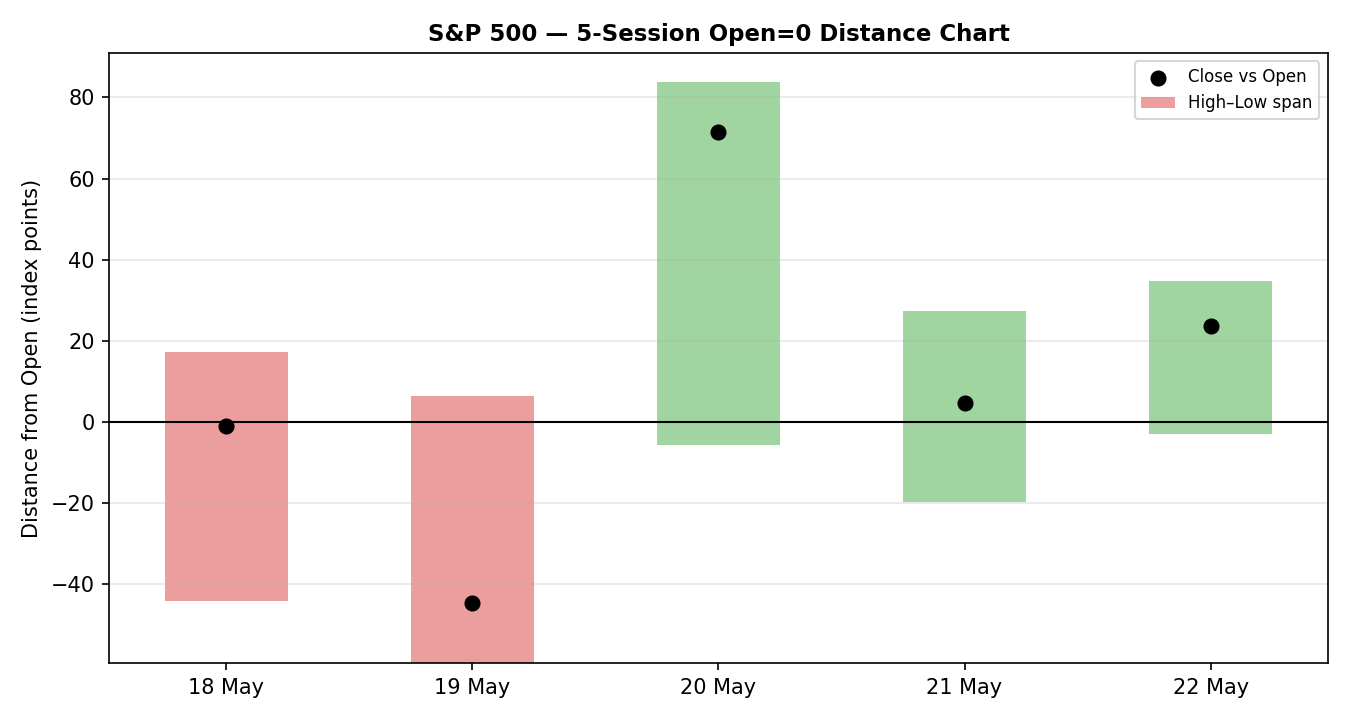 S&P 500 — 5-Session Open=0 Distance Chart
Close vs Open
High–Low span
Distance from Open (index points)
80
60
40
20
0
−20
−40
18 May
19 May
20 May
21 May
22 May